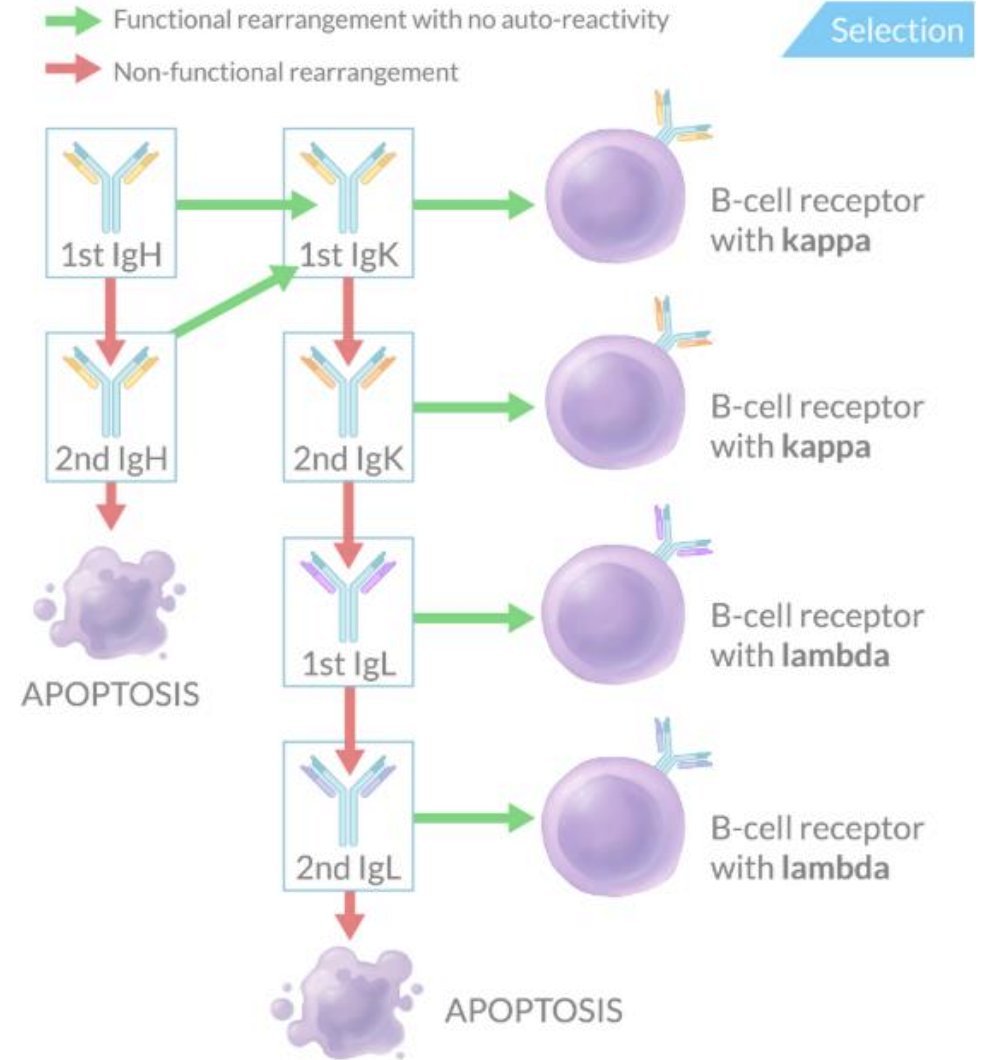 Functional rearrangement with no auto-reactivity
Selection
Non-functional rearrangement
1st IgH
1st IgK
B-cell receptor
with kappa
2nd IgH
2nd IgK
B-cell receptor
with kappa
APOPTOSIS
1st IgL
B-cell receptor
with lambda
2nd IgL
B-cell receptor
with lambda
APOPTOSIS